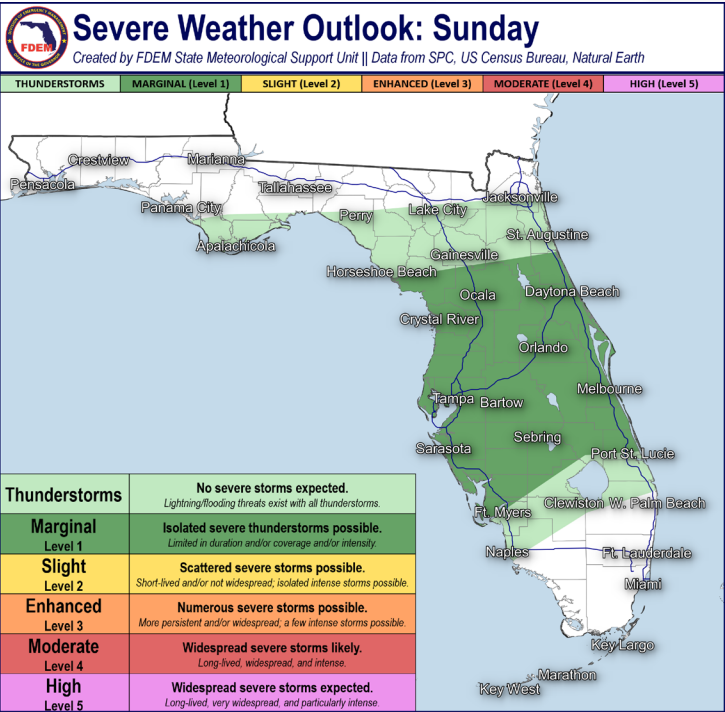 Severe Weather Outlook: Sunday
Created by FDEM State Meteorological Support Unit || Data from SPC, US Census Bureau, Natural Earth
FDEM
THUNDERSTORMS
MARGINAL (Level 1)
SLIGHT (Level 2)
ENHANCED (Level 3)
MODERATE (Level 4)
HIGH (Level 5)
Crestview
Marianna
Pensacola
Tallahassee
Panama City
Perry
Lake City
Jacksonville
Apalachicola
St. Augustine
Gainesville
Horseshoe Beach
Ocala
Daytona Beach
Crystal River
Orlando
Melbourne
Tampa
Bartow
Sebring
Sarasota
Port St. Lucie
Ft. Myers
Clewiston
W. Palm Beach
Naples
Ft. Lauderdale
Miami
Key Largo
Marathon
Key West
Thunderstorms
No severe storms expected.
Lightning/flooding threats exist with all thunderstorms.
Marginal
Level 1
Isolated severe thunderstorms possible.
Limited in duration and/or coverage and/or intensity.
Slight
Level 2
Scattered severe storms possible.
Short-lived and/or not widespread; isolated intense storms possible.
Enhanced
Level 3
Numerous severe storms possible.
More persistent and/or widespread; a few intense storms possible.
Moderate
Level 4
Widespread severe storms likely.
Long-lived, widespread, and intense.
High
Level 5
Widespread severe storms expected.
Long-lived, very widespread, and particularly intense.